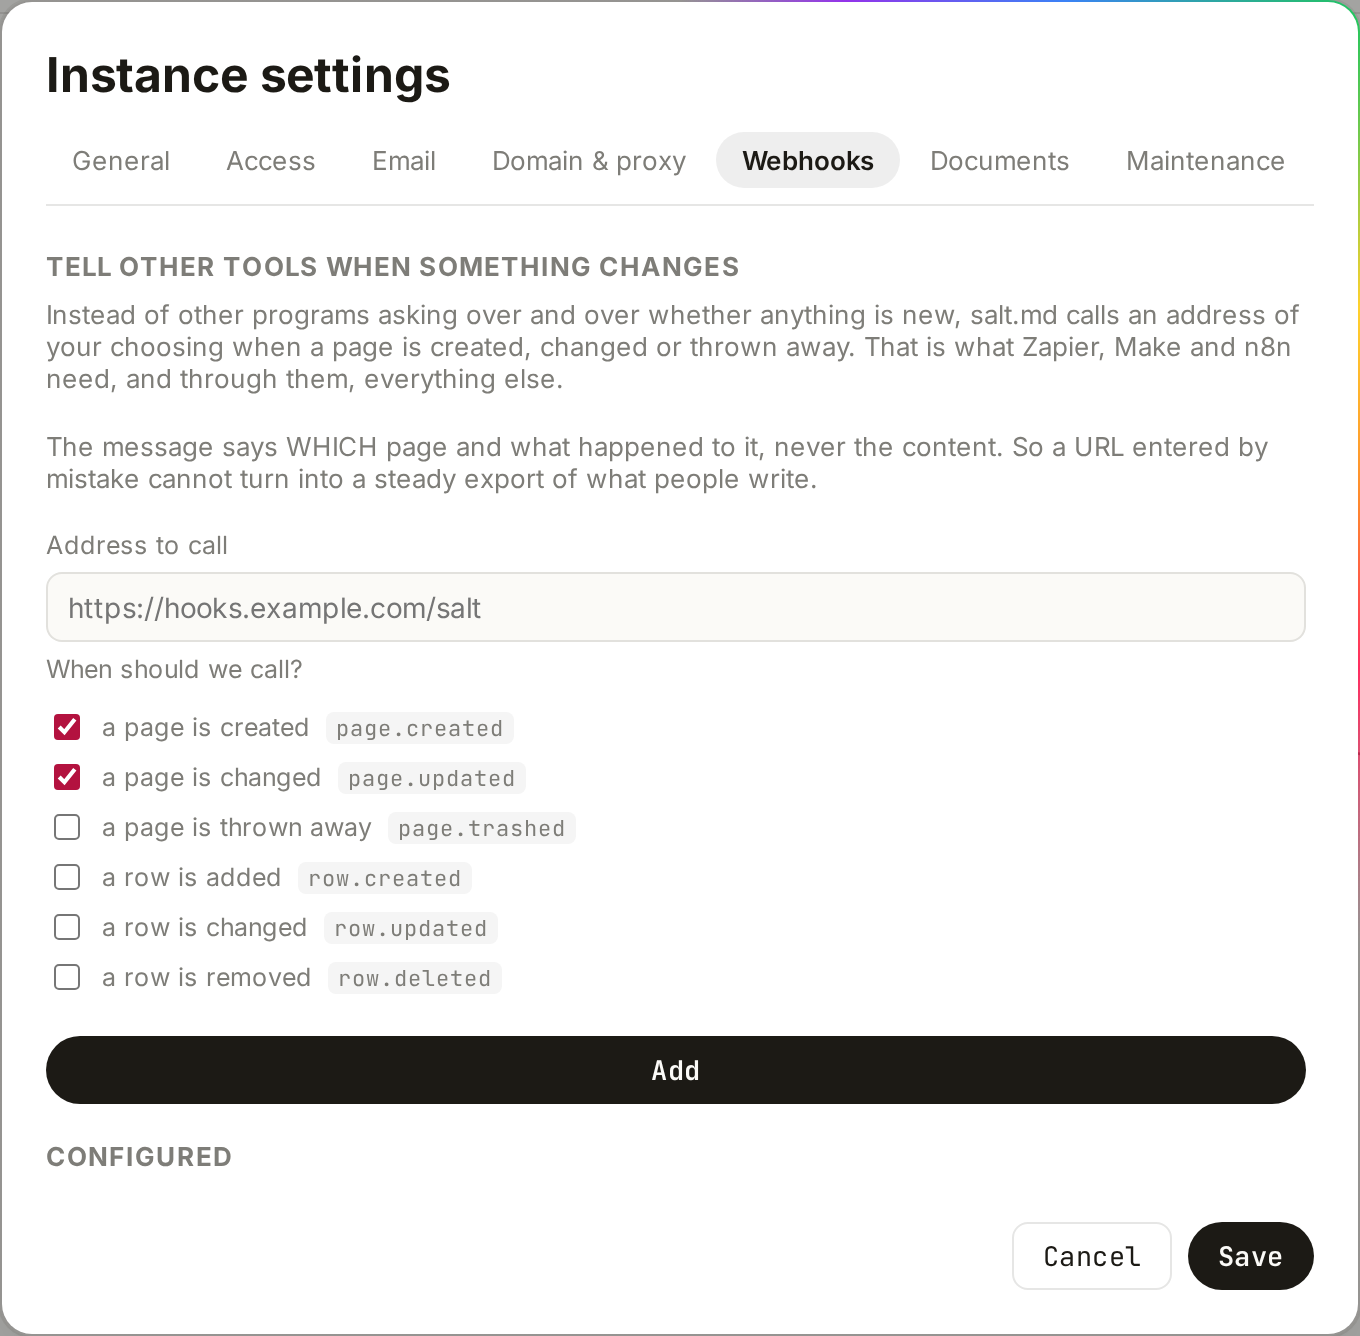 Instance settings
General Access Email Domain & proxy Webhooks Documents Maintenance
TELL OTHER TOOLS WHEN SOMETHING CHANGES
Instead of other programs asking over and over whether anything is new, salt.md calls an address of
your choosing when a page is created, changed or thrown away. That is what Zapier, Make and n8n
need, and through them, everything else.
The message says WHICH page and what happened to it, never the content. So a URL entered by
mistake cannot turn into a steady export of what people write.
Address to call
https://hooks.example.com/salt
When should we call?
a page is created page.created
a page is changed page.updated
a page is thrown away page.trashed
a row is added row.created
a row is changed row.updated
a row is removed row.deleted
Add
CONFIGURED
Cancel Save